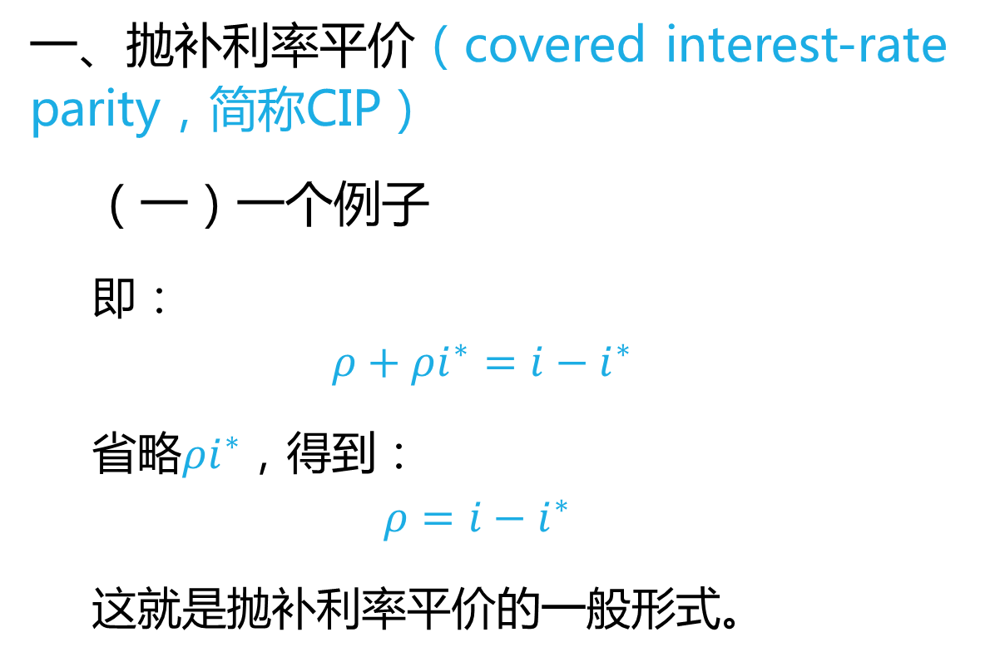 一、抛补利率平价（covered interest-rate
parity，简称CIP）
（一）一个例子
即：
ρ + ρi* = i − i*
省略ρi*，得到：
ρ = i − i*
这就是抛补利率平价的一般形式。